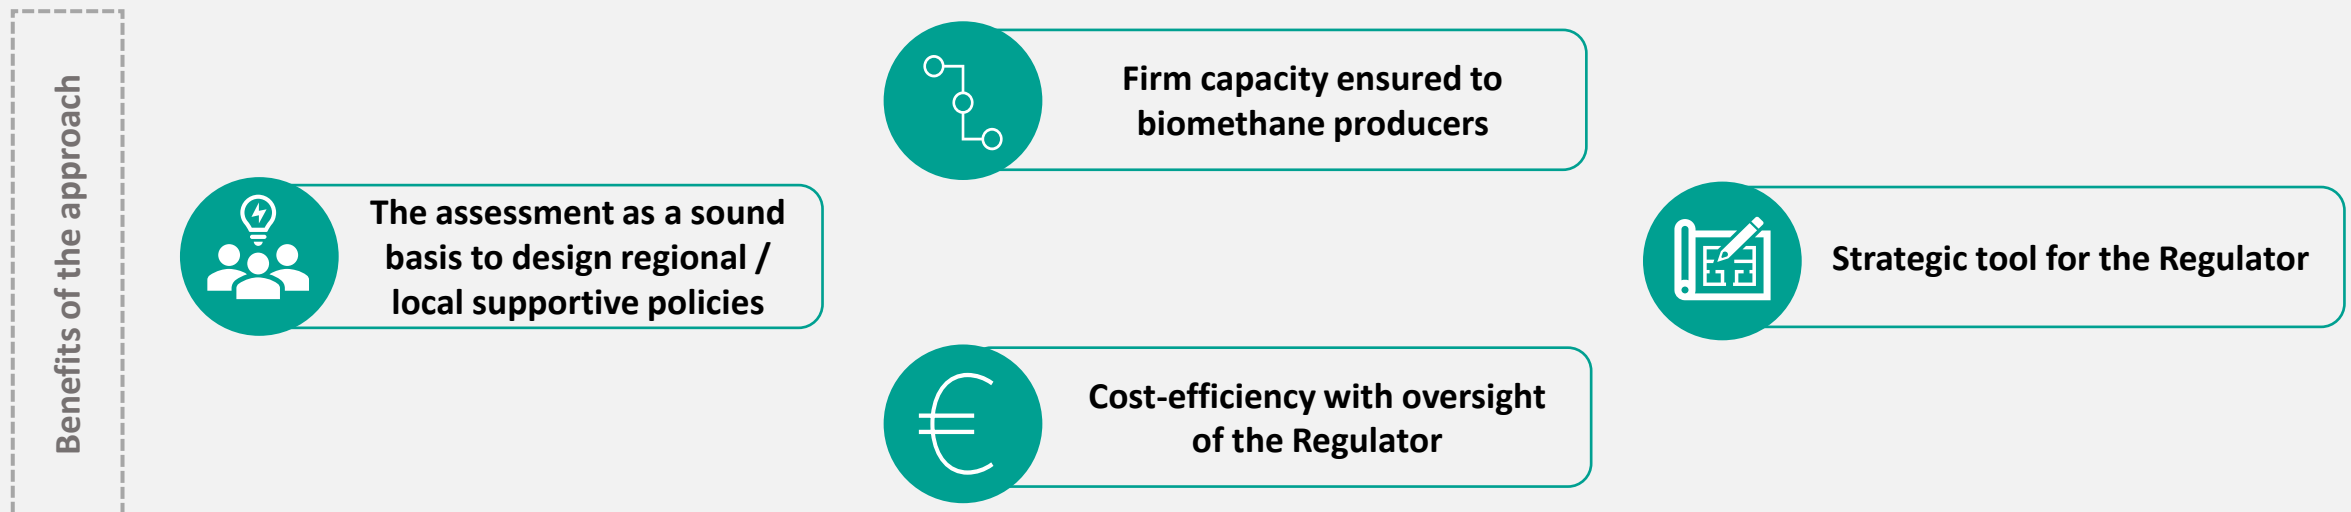 Benefits of the approach
The assessment as a sound
basis to design regional /
local supportive policies
Firm capacity ensured to
biomethane producers
Cost-efficiency with oversight
of the Regulator
Strategic tool for the Regulator